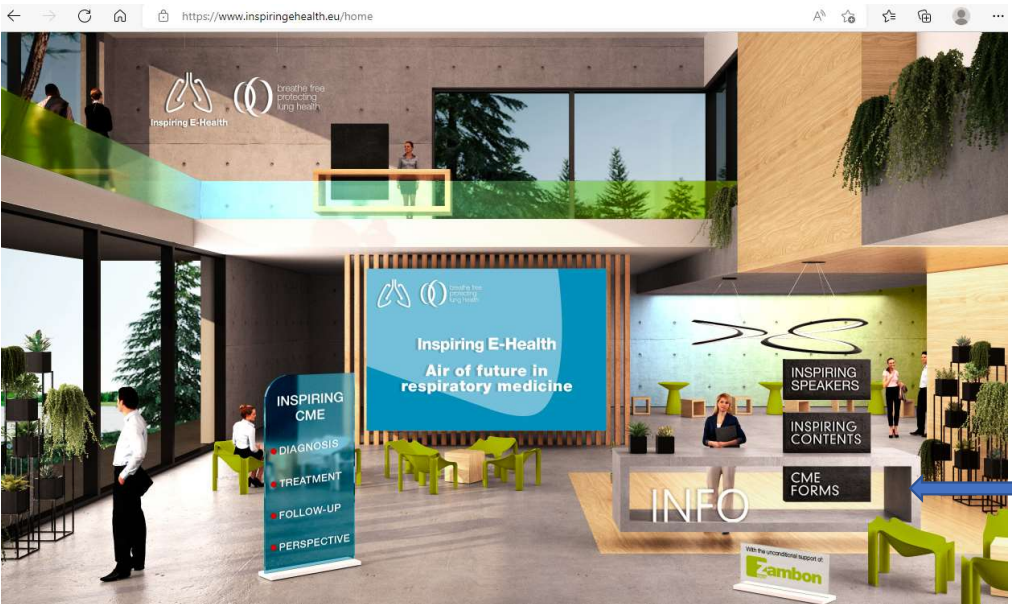 https://www.inspiringehealth.eu/home
Inspiring E-Health
breathe free
protecting
lung health
breathe free
protecting
lung health
Inspiring E-Health
Air of future in
respiratory medicine
INSPIRING
CME
DIAGNOSIS
TREATMENT
FOLLOW-UP
PERSPECTIVE
INSPIRING
SPEAKERS
INSPIRING
CONTENTS
CME
FORMS
INFO
With the unconditional support of:
Zambon